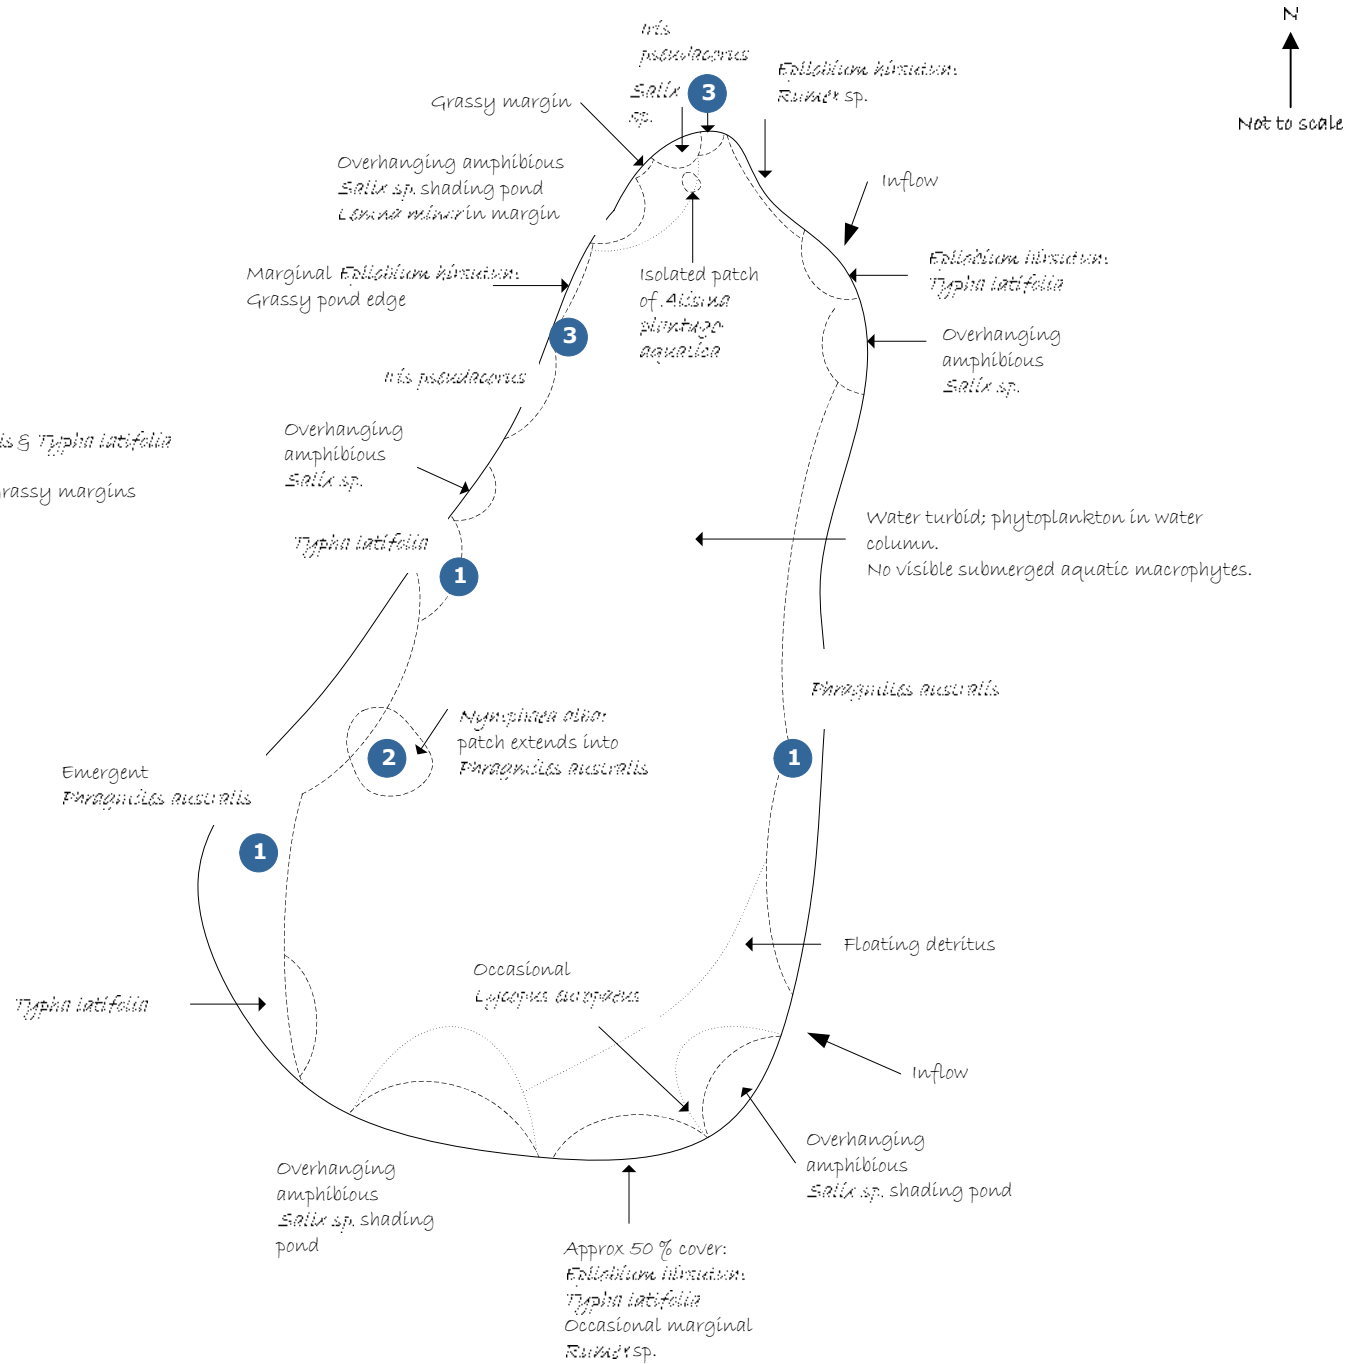 N
Not to scale
Iris
pseudacorus
Salix
sp.
3
Epilobium hirsutum
Rumex sp.
Grassy margin
Overhanging amphibious
Salix sp. shading pond
Lemna minor in margin
Inflow
Marginal Epilobium hirsutum
Grassy pond edge
Isolated patch
of Alisma
plantago
aquatica
Epilobium hirsutum
Typha latifolia
3
Overhanging
amphibious
Salix sp.
Iris pseudacorus
is & Typha latifolia
Grassy margins
Overhanging
amphibious
Salix sp.
Water turbid; phytoplankton in water
column.
No visible submerged aquatic macrophytes.
Typha latifolia
1
Phragmites australis
Nymphaea alba:
patch extends into
Phragmites australis
2
1
Emergent
Phragmites australis
1
Floating detritus
Occasional
Lycopus europaeus
Typha latifolia
Inflow
Overhanging
amphibious
Salix sp. shading pond
Overhanging
amphibious
Salix sp. shading
pond
Approx 50 % cover:
Epilobium hirsutum
Typha latifolia
Occasional marginal
Rumex sp.